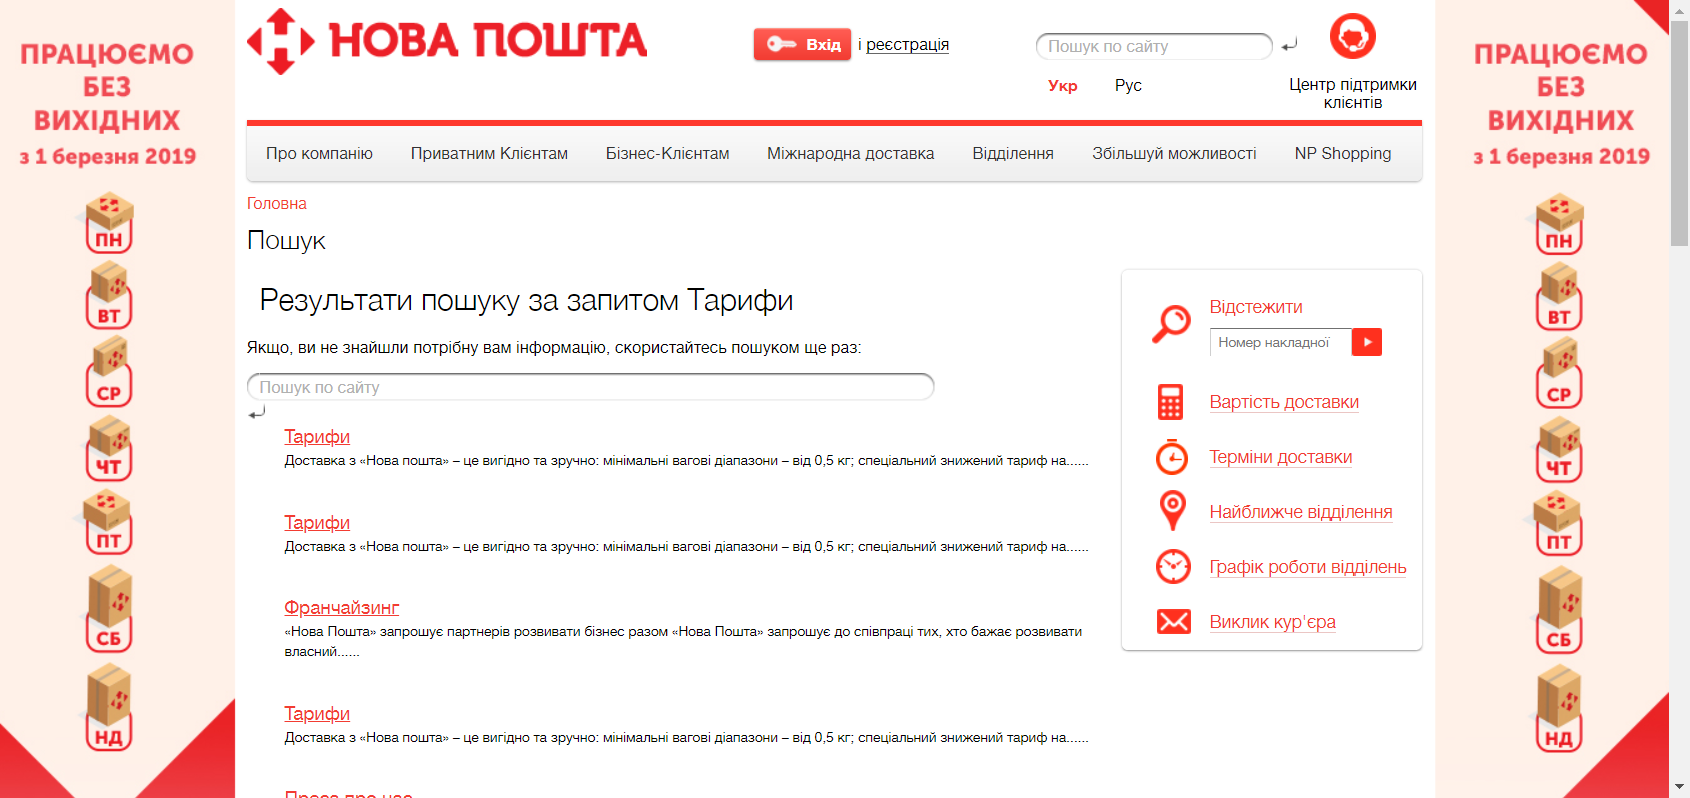 ПРАЦЮЄМО
БЕЗ
ВИХІДНИХ
з 1 березня 2019
ПН
ВТ
СР
ЧТ
ПТ
СБ
НД
НОВА ПОШТА
Вхід і реєстрація
Пошук по сайту
Укр Рус
Центр підтримки
клієнтів
Про компанію Приватним Клієнтам Бізнес-Клієнтам Міжнародна доставка Відділення Збільшуй можливості NP Shopping
Головна
Пошук
Результати пошуку за запитом Тарифи
Якщо, ви не знайшли потрібну вам інформацію, скористайтесь пошуком ще раз:
Пошук по сайту
Тарифи
Доставка з «Нова пошта» – це вигідно та зручно: мінімальні вагові діапазони – від 0,5 кг; спеціальний знижений тариф на......
Тарифи
Доставка з «Нова пошта» – це вигідно та зручно: мінімальні вагові діапазони – від 0,5 кг; спеціальний знижений тариф на......
Франчайзинг
«Нова Пошта» запрошує партнерів розвивати бізнес разом «Нова Пошта» запрошує до співпраці тих, хто бажає розвивати
власний......
Тарифи
Доставка з «Нова пошта» – це вигідно та зручно: мінімальні вагові діапазони – від 0,5 кг; спеціальний знижений тариф на......
Преса про нас
Відстежити
Номер накладної
Вартість доставки
Терміни доставки
Найближче відділення
Графік роботи відділень
Виклик кур'єра
ПРАЦЮЄМО
БЕЗ
ВИХІДНИХ
з 1 березня 2019
ПН
ВТ
СР
ЧТ
ПТ
СБ
НД